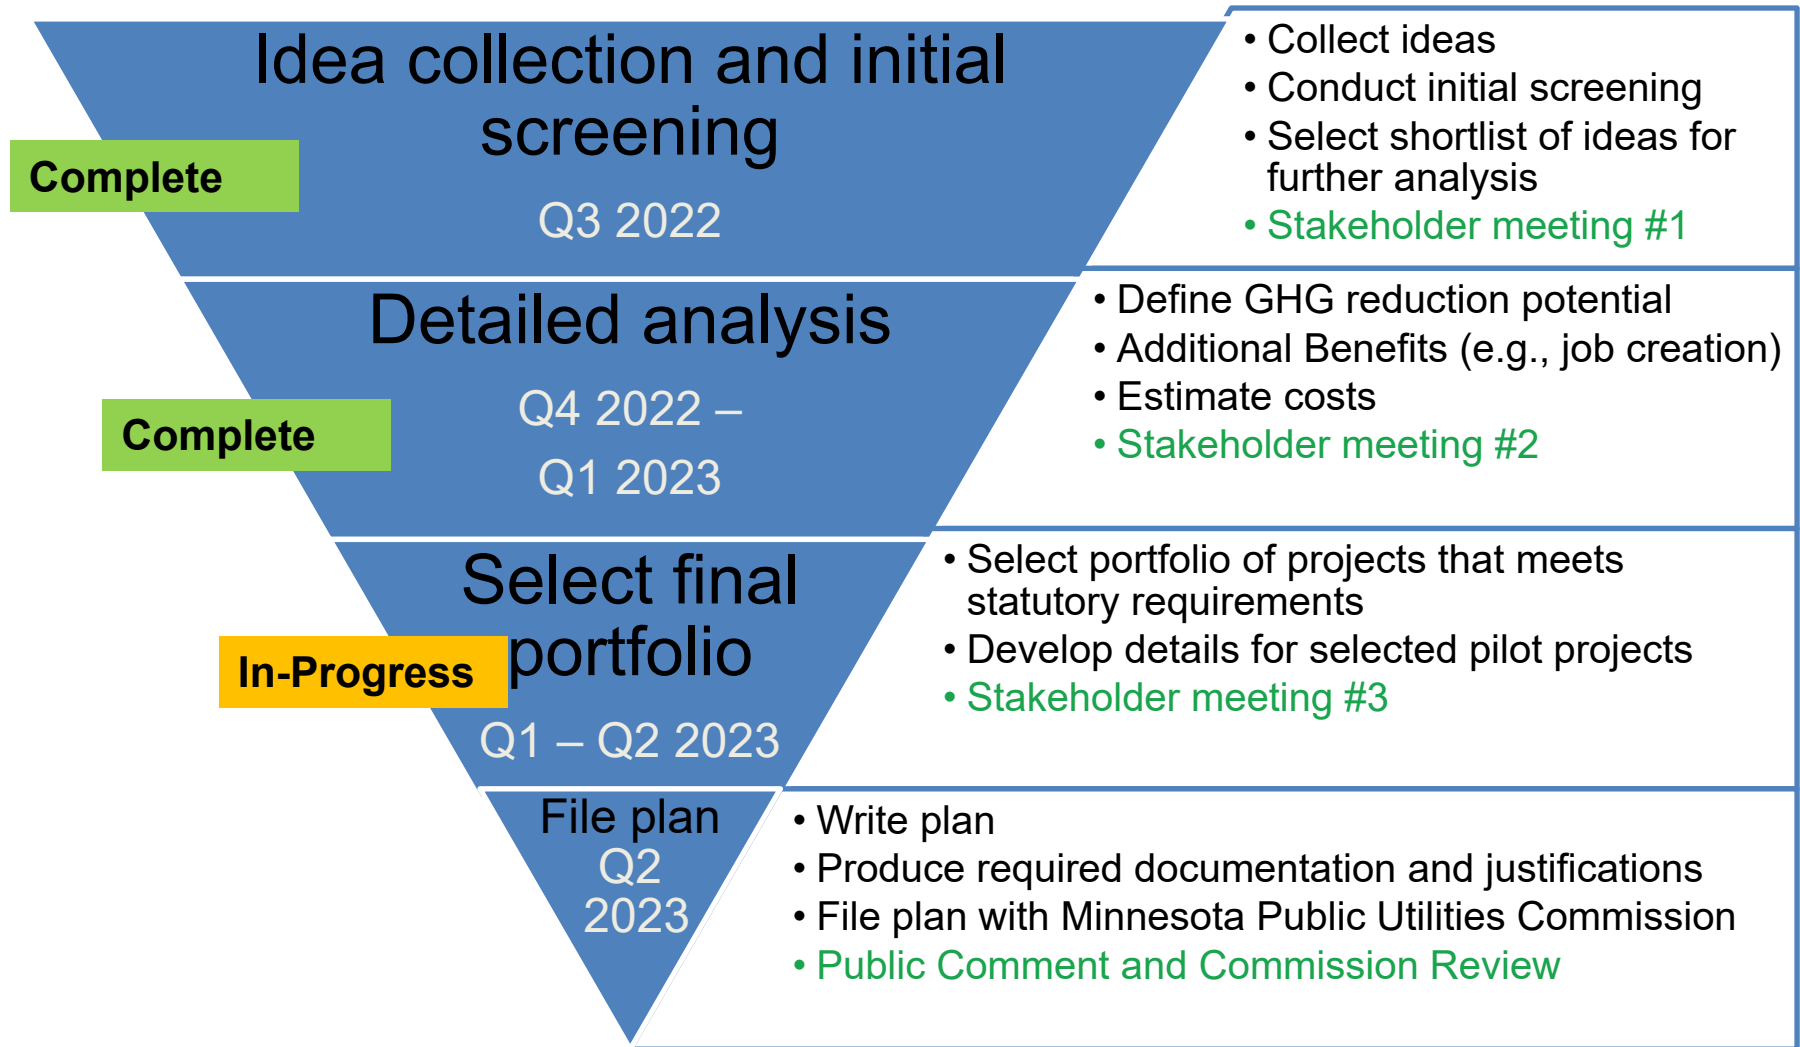 Idea collection and initial
screening
Complete
Q3 2022
• Collect ideas
• Conduct initial screening
• Select shortlist of ideas for
further analysis
• Stakeholder meeting #1
Detailed analysis
Complete
Q4 2022 –
Q1 2023
• Define GHG reduction potential
• Additional Benefits (e.g., job creation)
• Estimate costs
• Stakeholder meeting #2
Select final
portfolio
In-Progress
Q1 – Q2 2023
• Select portfolio of projects that meets
statutory requirements
• Develop details for selected pilot projects
• Stakeholder meeting #3
File plan
Q2
2023
• Write plan
• Produce required documentation and justifications
• File plan with Minnesota Public Utilities Commission
• Public Comment and Commission Review